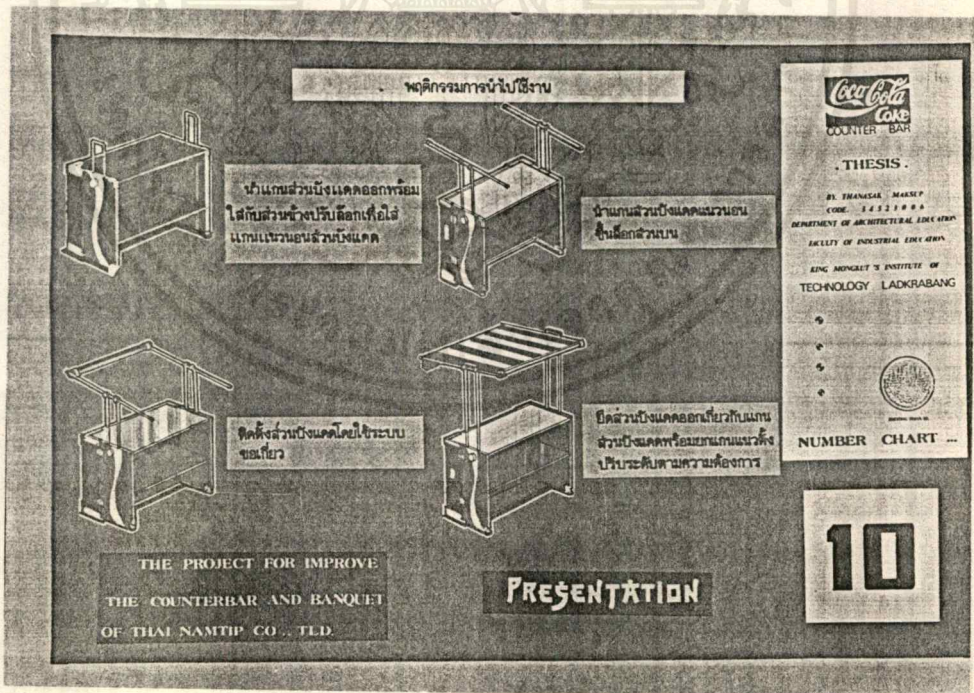 พฤติกรรมการนำไปใช้งาน
นำแกนส่วนบังแดดออกพร้อม
ใส่กับส่วนข้างปรับล็อกเพื่อใส่
แกนแนวนอนส่วนบังแดด
นำแกนส่วนบังแดดแนวนอน
ขึ้นล็อกส่วนบน
ติดตั้งส่วนบังแดดโดยใช้ระบบ
ขอเกี่ยว
ยึดส่วนบังแดดออกเกี่ยวกับแกน
ส่วนบังแดดพร้อมยกแกนแนวตั้ง
ปรับระดับตามความต้องการ
THE PROJECT FOR IMPROVE
THE COUNTERBAR AND BANQUET
OF THAI NAMTIP CO ., TLD.
PRESENTATION
Coca-Cola
Coke
COUNTER BAR
. THESIS .
BY. THANASAK MAKSUP
CODE.
DEPARTMENT OF ARCHITECTURAL EDUCATION
FACULTY OF INDUSTRIAL EDUCATION
KING MONGKUT 'S INSTITUTE OF
TECHNOLOGY LADKRABANG
NUMBER CHART ...
10